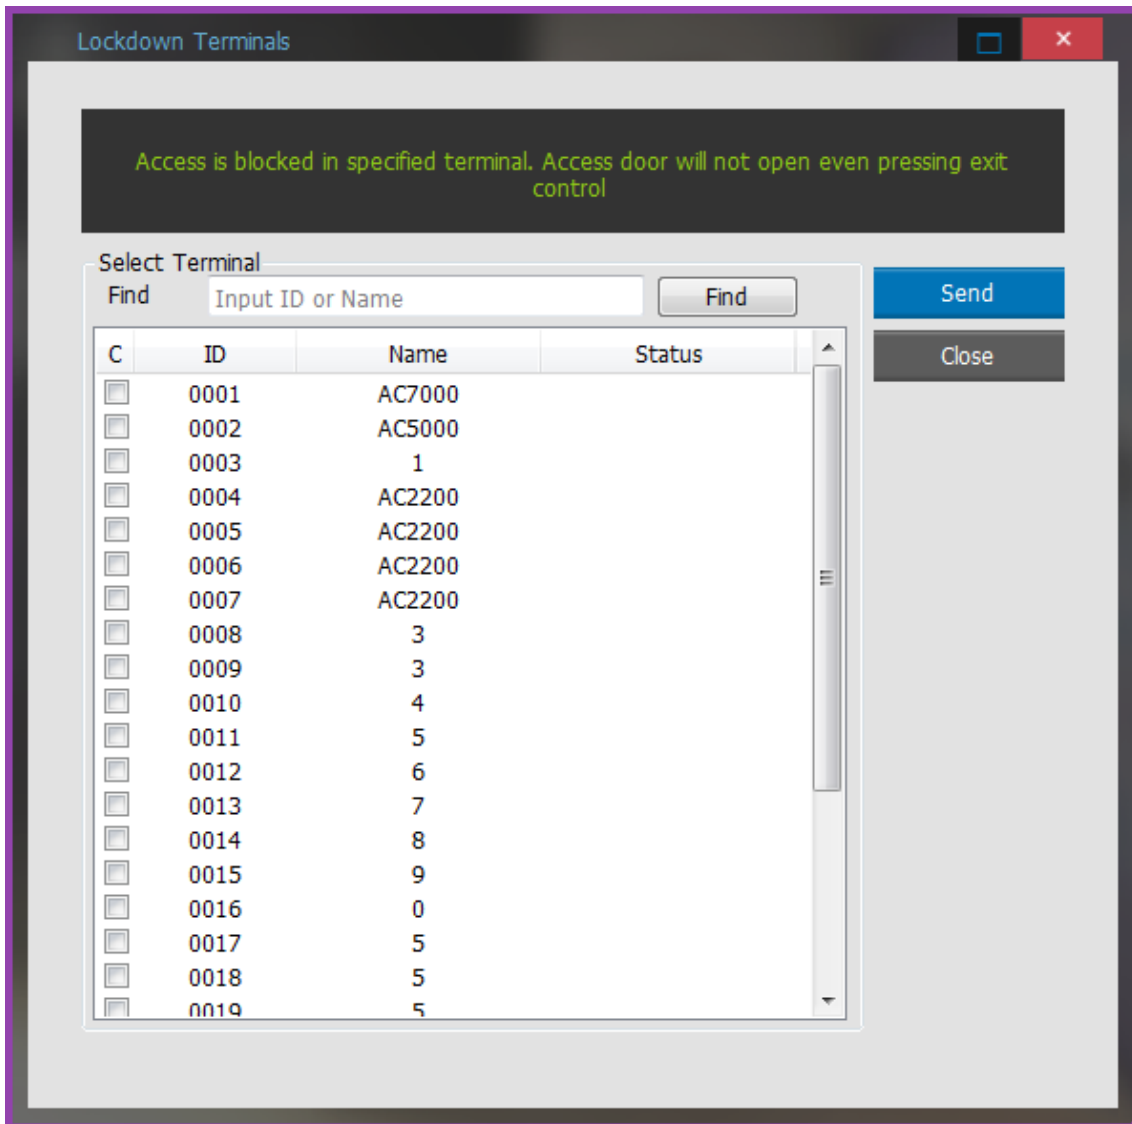 Lockdown Terminals
Access is blocked in specified terminal. Access door will not open even pressing exit
control
Select Terminal
Find Input ID or Name Find Send
C ID Name Status Close
0001 AC7000
0002 AC5000
0003 1
0004 AC2200
0005 AC2200
0006 AC2200
0007 AC2200
0008 3
0009 3
0010 4
0011 5
0012 6
0013 7
0014 8
0015 9
0016 0
0017 5
0018 5
0019 5